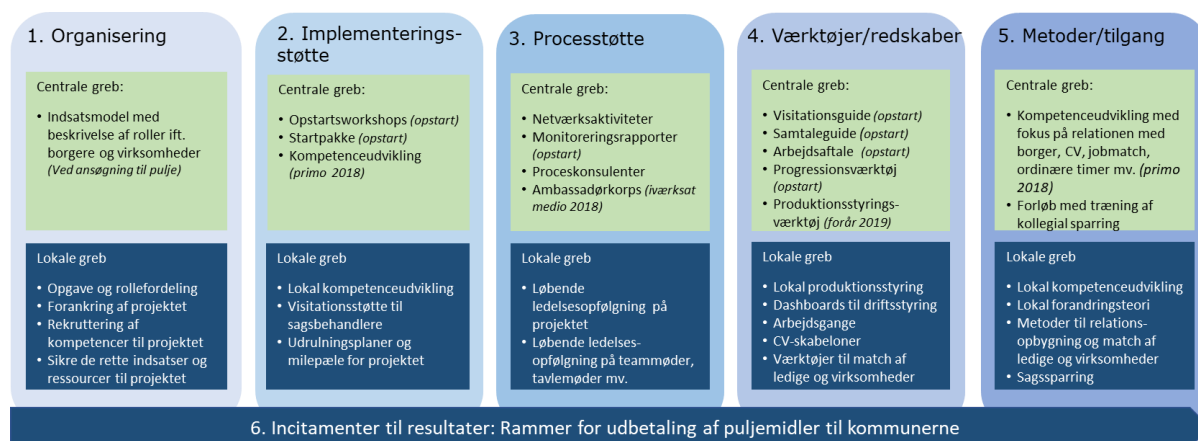 1. Organisering
Centrale greb:
• Indsatsmodel med
beskrivelse af roller ift.
borgere og virksomheder
(Ved ansøgning til pulje)
Lokale greb
• Opgave og rollefordeling
• Forankring af projektet
• Rekruttering af
kompetencer til projektet
• Sikre de rette indsatser og
ressourcer til projektet
2. Implementerings-
støtte
Centrale greb:
• Opstartsworkshops (opstart)
• Startpakke (opstart)
• Kompetenceudvikling
(primo 2018)
Lokale greb
• Lokal kompetenceudvikling
• Visitationsstøtte til
sagsbehandlere
• Udrulningsplaner og
milepæle for projektet
3. Processtøtte
Centrale greb:
• Netværksaktiviteter
• Monitoreringsrapporter
(opstart)
• Proceskonsulenter
• Ambassadørkorps (iværksat
medio 2018)
Lokale greb
• Løbende
ledelsesopfølgning på
projektet
• Løbende ledelses-
opfølgning på teammøder,
tavlemøder mv.
4. Værktøjer/redskaber
Centrale greb:
• Visitationsguide (opstart)
• Samtaleguide (opstart)
• Arbejdsaftale (opstart)
• Progressionsværktøj
(opstart)
• Produktionsstyrings-
værktøj (forår 2019)
Lokale greb
• Lokal produktionsstyring
• Dashboards til driftsstyring
• Arbejdsgange
• CV-skabeloner
• Værktøjer til match af
ledige og virksomheder
5. Metoder/tilgang
Centrale greb:
• Kompetenceudvikling med
fokus på relationen med
borger, CV, jobmatch,
ordinære timer mv. (primo
2018)
• Forløb med træning af
kollegial sparring
Lokale greb
• Lokal kompetenceudvikling
• Lokal forandringsteori
• Metoder til relations-
opbygning og match af
ledige og virksomheder
• Sagssparring
6. Incitamenter til resultater: Rammer for udbetaling af puljemidler til kommunerne